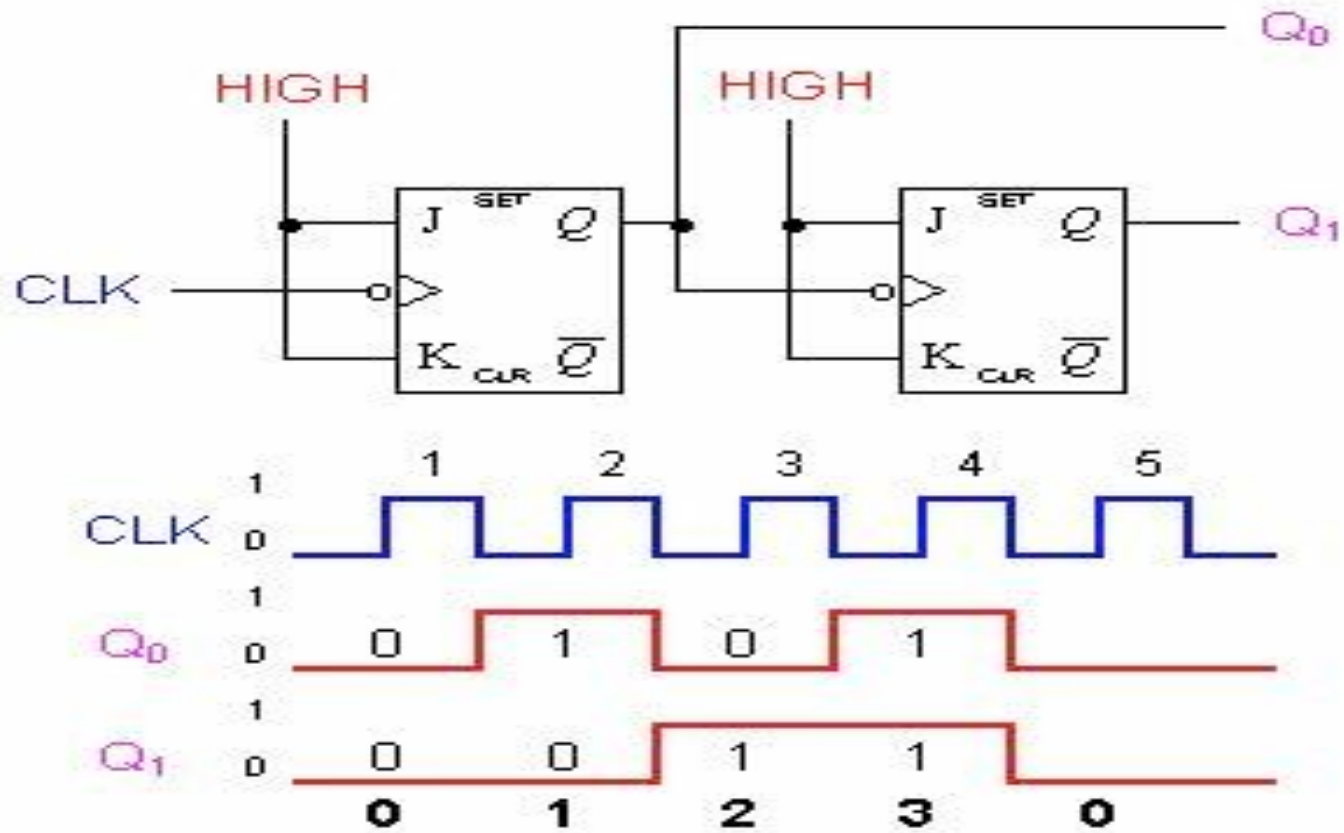 Q0
HIGH HIGH
J SET Q J SET Q Q1
CLK
K CLR Q̅ K CLR Q̅
1 2 3 4 5
1
CLK 0
1
Q0 0 0 1 0 1
1
Q1 0 0 0 1 1
0 1 2 3 0